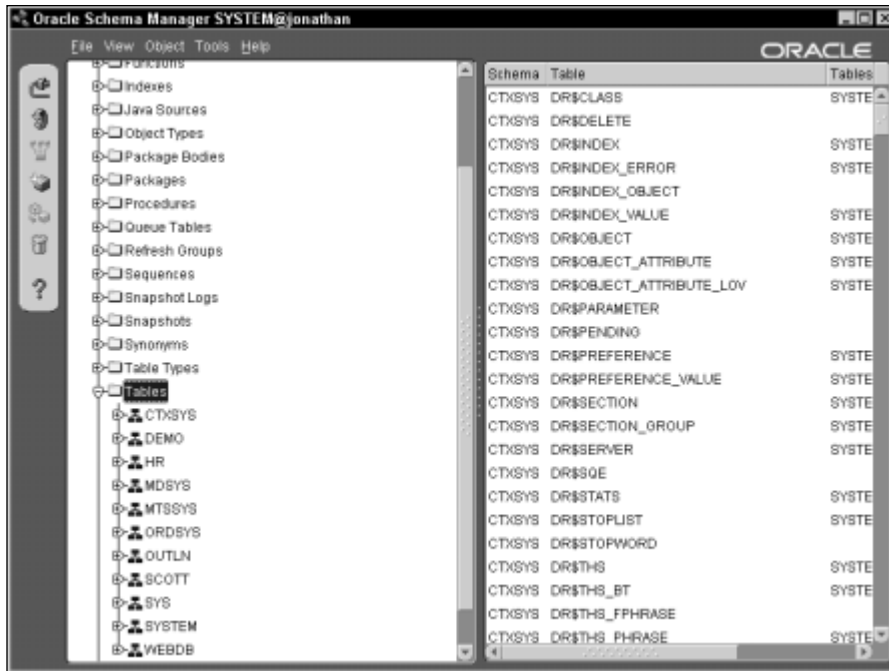 Oracle Schema Manager SYSTEM@jonathan
File View Object Tools Help
ORACLE
Functions
Indexes
Java Sources
Object Types
Package Bodies
Packages
Procedures
Queue Tables
Refresh Groups
Sequences
Snapshot Logs
Snapshots
Synonyms
Table Types
Tables
CTXSYS
DEMO
HR
MDSYS
MTSSYS
ORDSYS
OUTLN
SCOTT
SYS
SYSTEM
WEBDB
Schema Table Tables
CTXSYS DR$CLASS SYSTE
CTXSYS DR$DELETE
CTXSYS DR$INDEX SYSTE
CTXSYS DR$INDEX_ERROR SYSTE
CTXSYS DR$INDEX_OBJECT
CTXSYS DR$INDEX_VALUE SYSTE
CTXSYS DR$OBJECT SYSTE
CTXSYS DR$OBJECT_ATTRIBUTE SYSTE
CTXSYS DR$OBJECT_ATTRIBUTE_LOV SYSTE
CTXSYS DR$PARAMETER
CTXSYS DR$PENDING
CTXSYS DR$PREFERENCE SYSTE
CTXSYS DR$PREFERENCE_VALUE SYSTE
CTXSYS DR$SECTION SYSTE
CTXSYS DR$SECTION_GROUP SYSTE
CTXSYS DR$SERVER SYSTE
CTXSYS DR$SQE
CTXSYS DR$STATS SYSTE
CTXSYS DR$STOPLIST SYSTE
CTXSYS DR$STOPWORD
CTXSYS DR$THS SYSTE
CTXSYS DR$THS_BT SYSTE
CTXSYS DR$THS_FPHRASE
CTXSYS DR$THS_PHRASE SYSTE